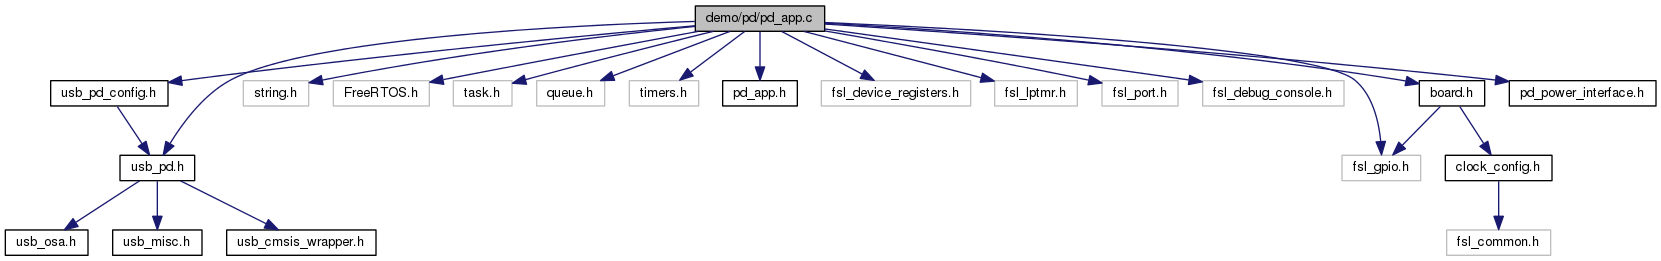 demo/pd/pd_app.c
usb_pd_config.h
string.h
FreeRTOS.h
task.h
queue.h
timers.h
pd_app.h
fsl_device_registers.h
fsl_lptmr.h
fsl_port.h
fsl_debug_console.h
board.h
pd_power_interface.h
usb_pd.h
fsl_gpio.h
clock_config.h
usb_osa.h
usb_misc.h
usb_cmsis_wrapper.h
fsl_common.h